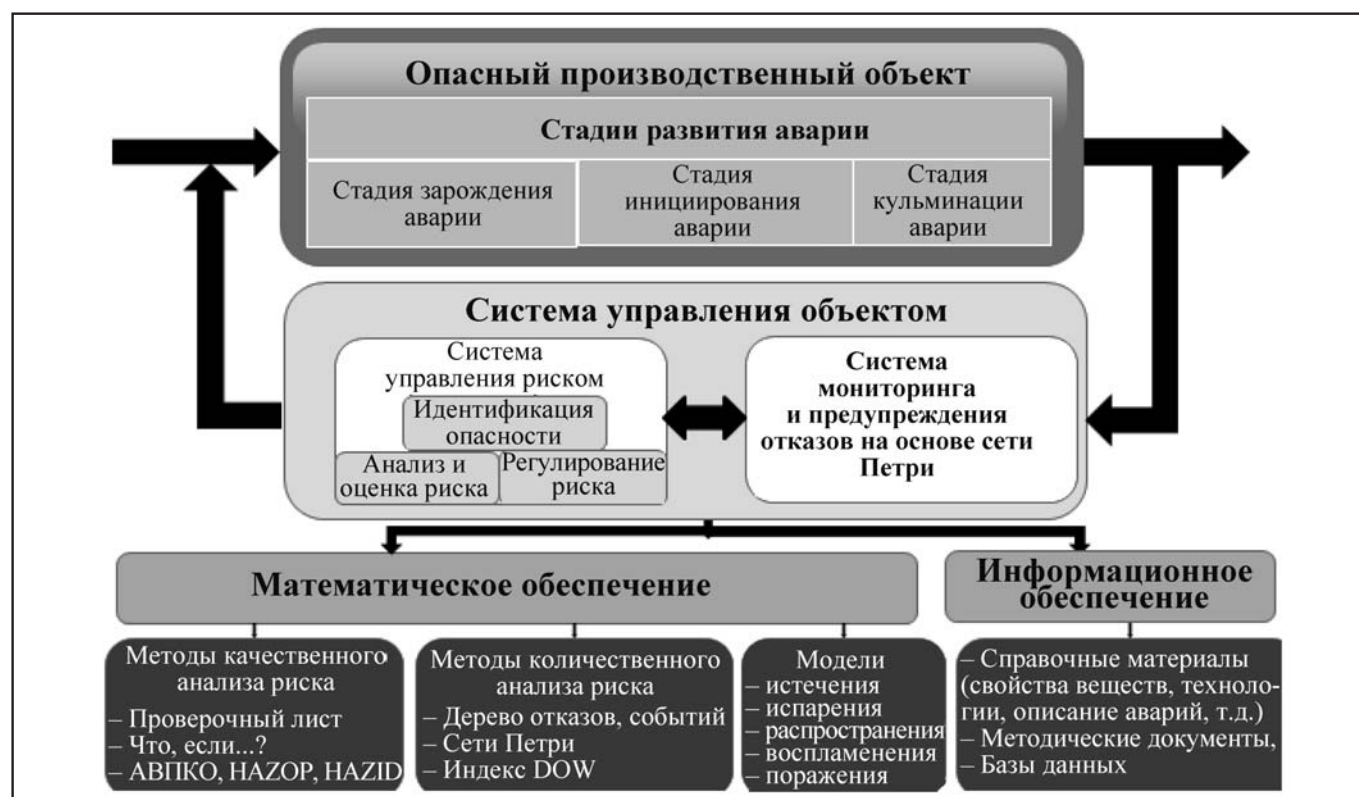 Опасный производственный объект
Стадии развития аварии
Стадия зарождения
аварии
Стадия
инициирования
аварии
Стадия
кульминации
аварии
Система управления объектом
Система
управления риском
Идентификация
опасности
Анализ и
оценка риска
Регулирование
риска
Система
мониторинга
и предупреждения
отказов на основе сети
Петри
Математическое обеспечение
Информационное
обеспечение
Методы качественного
анализа риска
– Проверочный лист
– Что, если...?
– АВПКО, HAZOP, HAZID
Методы количественного
анализа риска
– Дерево отказов, событий
– Сети Петри
– Индекс DOW
Модели
– истечения
– испарения
– распространения
– воспламенения
– поражения
– Справочные материалы
(свойства веществ, техноло-
гии, описание аварий, т.д.)
– Методические документы,
– Базы данных